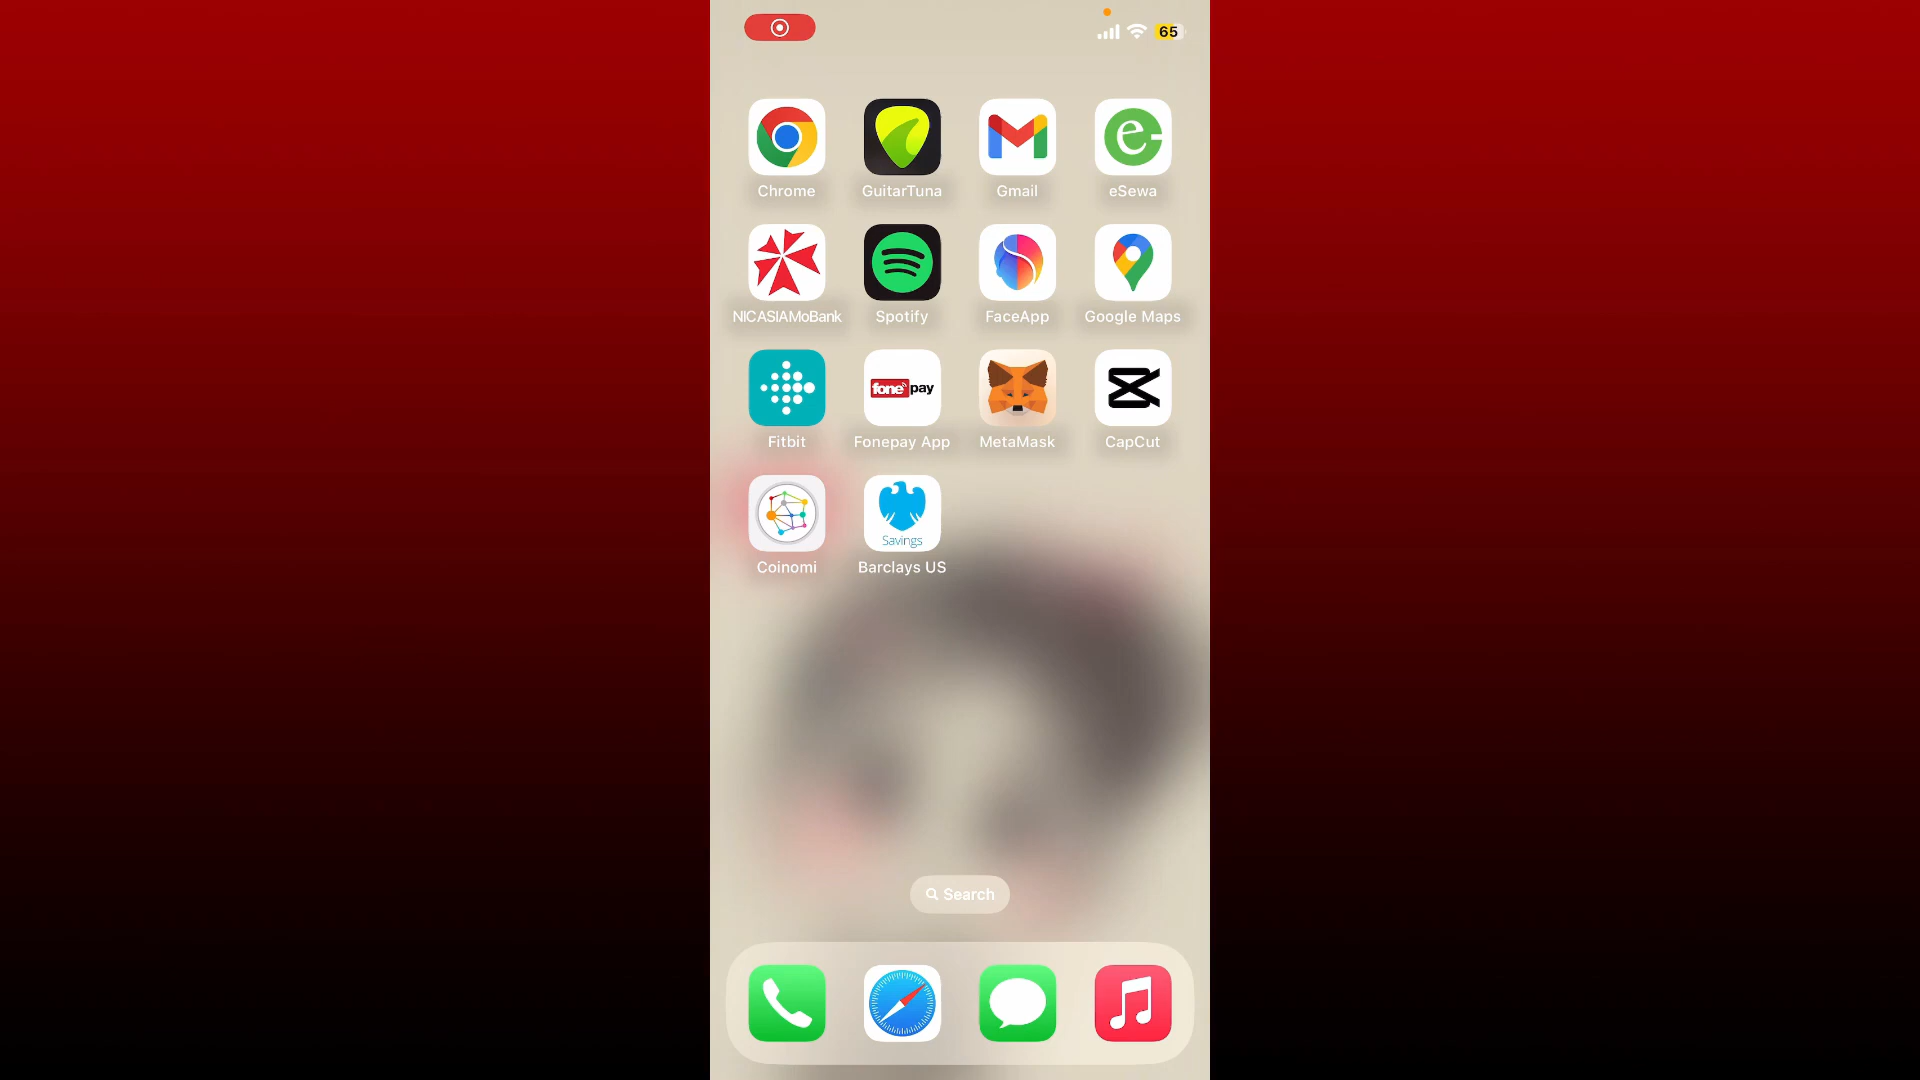 65
Chrome
GuitarTuna
Gmail
e
eSewa
NICASIAMoBank
Spotify
FaceApp
Google Maps
fone pay
Fitbit
Fonepay App
MetaMask
CapCut
Savings
Coinomi
Barclays US
Search